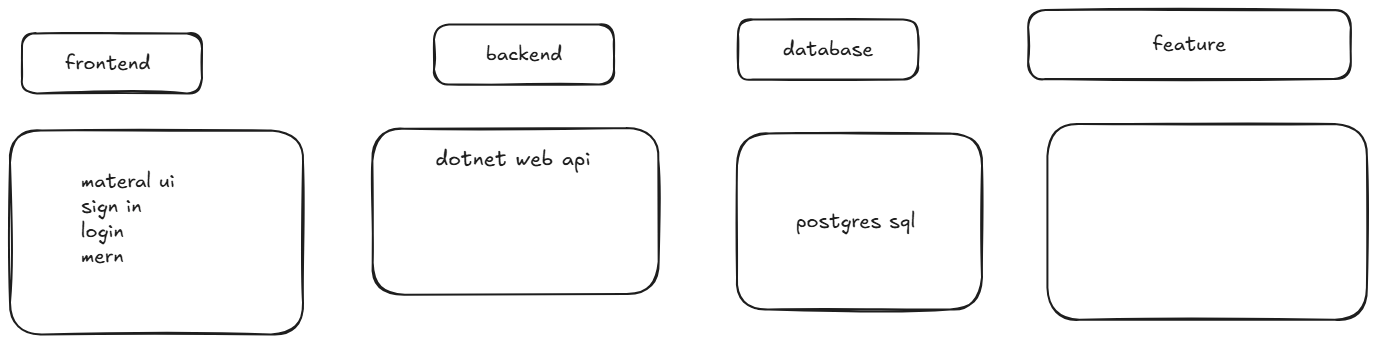 frontend
backend
database
feature
materal ui
sign in
login
mern
dotnet web api
postgres sql